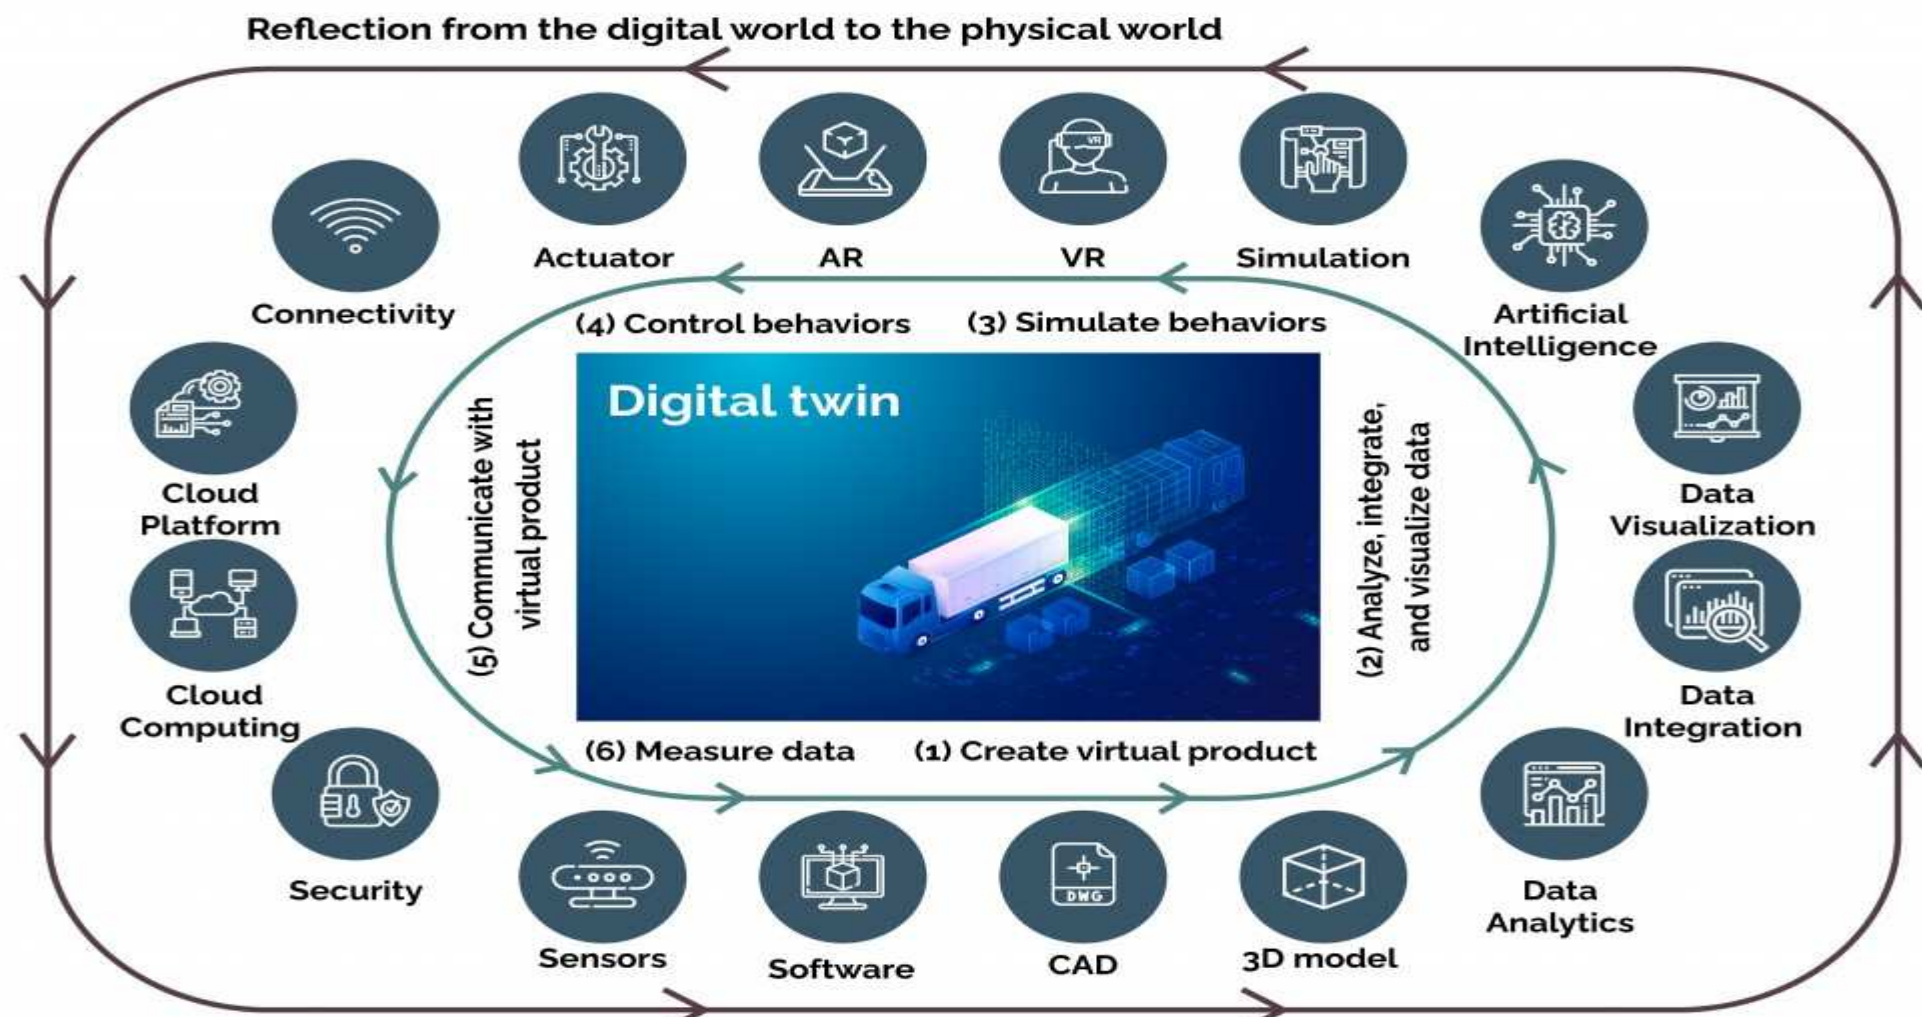 Reflection from the digital world to the physical world
Actuator
AR
VR
VR
Simulation
Connectivity
Artificial
Intelligence
(4) Control behaviors
(3) Simulate behaviors
Digital twin
Cloud
Platform
(5) Communicate with
virtual product
(2) Analyze, integrate,
and visualize data
Data
Visualization
Cloud
Computing
Data
Integration
(6) Measure data
(1) Create virtual product
Security
Sensors
Software
DWG
CAD
3D model
Data
Analytics